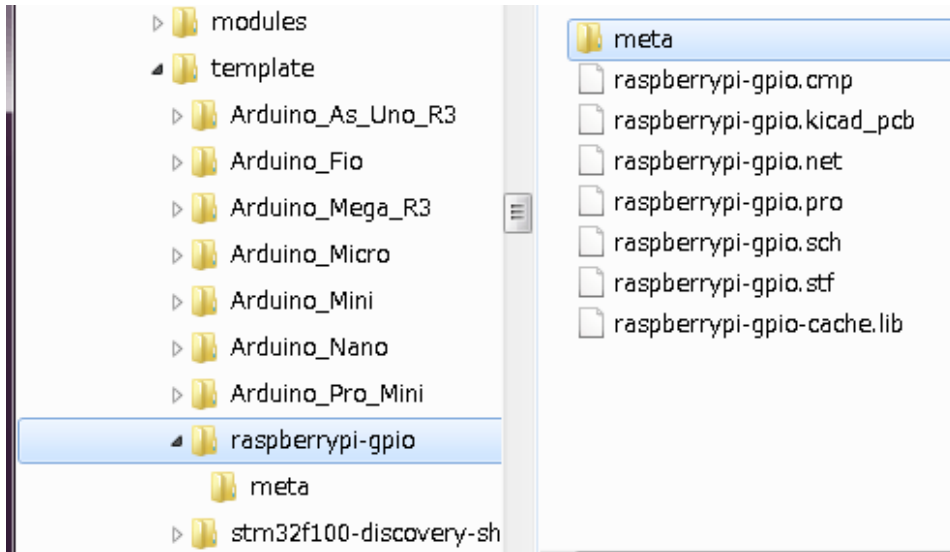 modules
template
Arduino_As_Uno_R3
Arduino_Fio
Arduino_Mega_R3
Arduino_Micro
Arduino_Mini
Arduino_Nano
Arduino_Pro_Mini
raspberrypi-gpio
meta
stm32f100-discovery-sh
meta
raspberrypi-gpio.cmp
raspberrypi-gpio.kicad_pcb
raspberrypi-gpio.net
raspberrypi-gpio.pro
raspberrypi-gpio.sch
raspberrypi-gpio.stf
raspberrypi-gpio-cache.lib